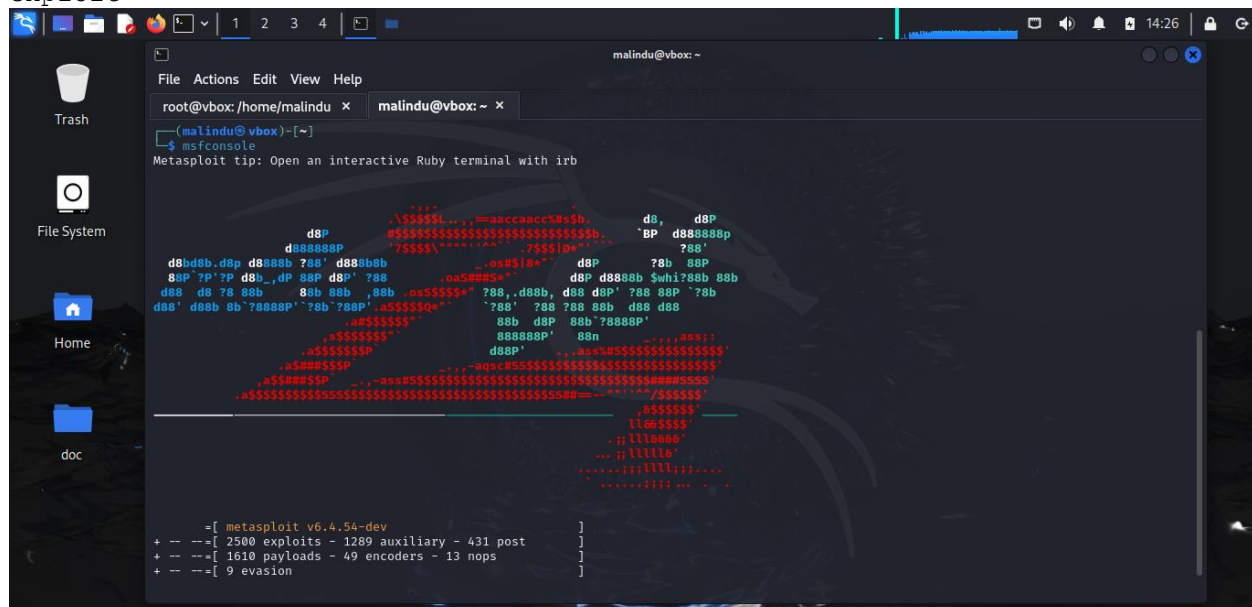 1 2 3 4 14:26
malindu@vbox: ~
File Actions Edit View Help
root@vbox: /home/malindu × malindu@vbox: ~ ×
Trash
File System
Home
doc
┌──(malindu㉿vbox)-[~]
└─$ msfconsole
Metasploit tip: Open an interactive Ruby terminal with irb
=[ metasploit v6.4.54-dev ]
+ -- --=[ 2500 exploits - 1289 auxiliary - 431 post ]
+ -- --=[ 1610 payloads - 49 encoders - 13 nops ]
+ -- --=[ 9 evasion ]